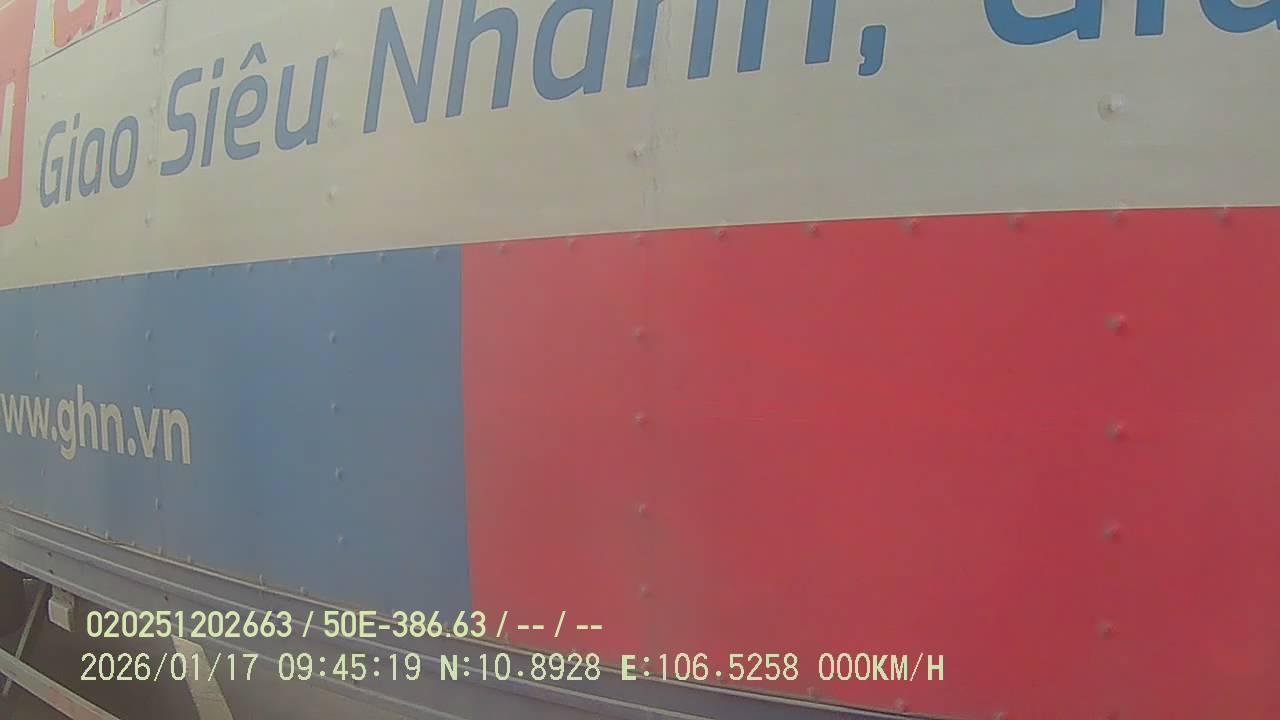 Giao Siêu Nhanh,
www.ghn.vn
020251202663 / 50E-386.63 / -- / --
2026/01/17 09:45:19 N:10.8928 E:106.5258 000KM/H